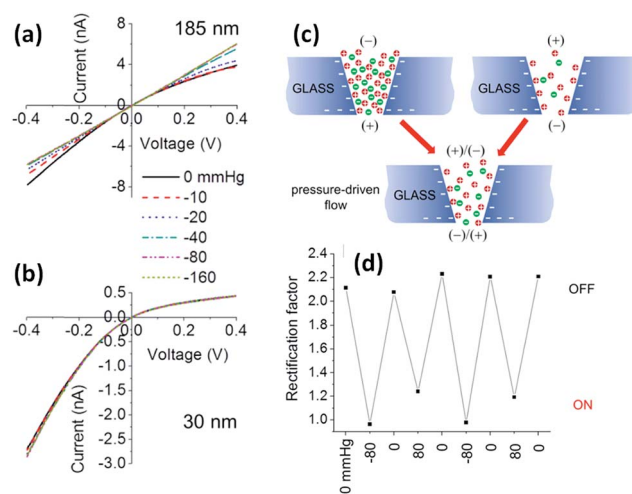 (a)
185 nm
Current (nA)
8
4
0
-4
-8
-0.4 -0.2 0.0 0.2 0.4
Voltage (V)
0 mmHg
-10
-20
-40
-80
-160
(b)
0.5
0.0
-0.5
-1.0
-1.5
-2.0
-2.5
-3.0
-0.4 -0.2 0.0 0.2 0.4
Voltage (V)
Current (nA)
30 nm
(c)
(−) (+)
GLASS GLASS
(+) (−)
(+)/(−)
pressure-driven
flow
GLASS
(−)/(+)
(d)
Rectification factor
2.4
2.2
2.0
1.8
1.6
1.4
1.2
1.0
0 mmHg -80 0 80 0 -80 0 80 0
OFF
ON